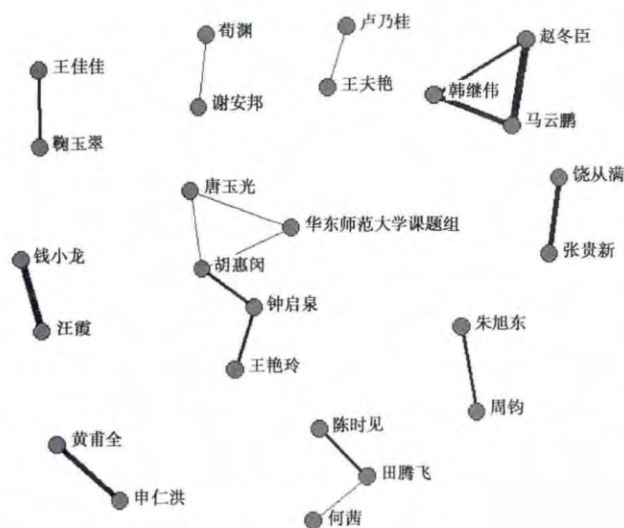 荀渊
卢乃桂
赵冬臣
王佳佳
韩继伟
王夫艳
谢安邦
马云鹏
鞠玉翠
饶从满
唐玉光
华东师范大学课题组
张贵新
钱小龙
胡惠闵
钟启泉
朱旭东
汪霞
王艳玲
周钧
陈时见
黄甫全
田腾飞
申仁洪
何茜